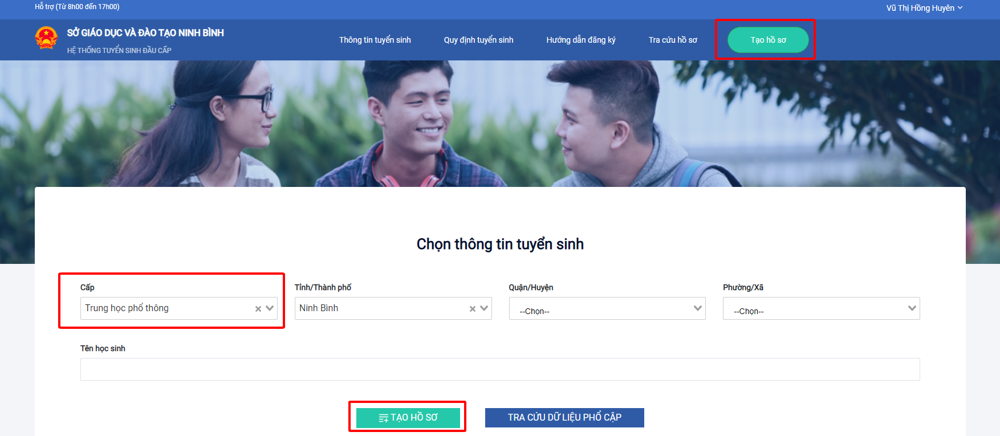 Hỗ trợ (Từ 8h00 đến 17h00)
Vũ Thị Hồng Huyên
SỞ GIÁO DỤC VÀ ĐÀO TẠO NINH BÌNH
HỆ THỐNG TUYỂN SINH ĐẦU CẤP
Thông tin tuyển sinh
Quy định tuyển sinh
Hướng dẫn đăng ký
Tra cứu hồ sơ
Tạo hồ sơ
Chọn thông tin tuyển sinh
Cấp
Tỉnh/Thành phố
Quận/Huyện
Phường/Xã
Trung học phổ thông
Ninh Bình
--Chọn--
--Chọn--
Tên học sinh
TẠO HỒ SƠ
TRA CỨU DỮ LIỆU PHỔ CẬP